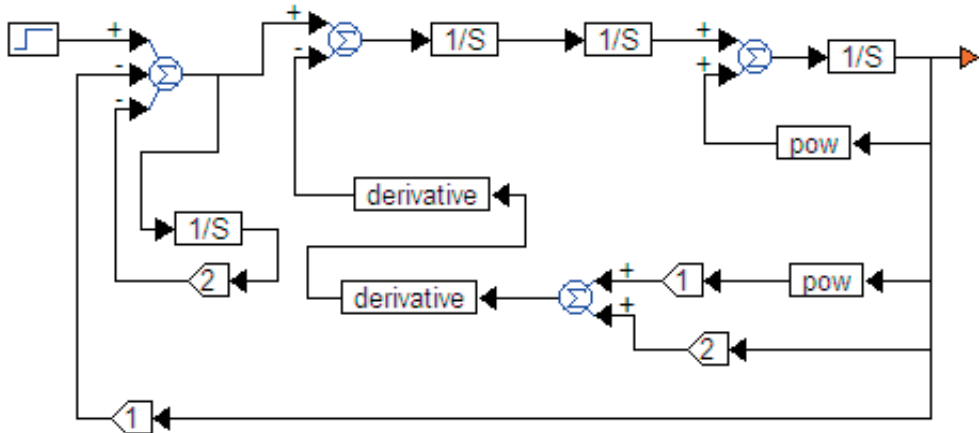 +
-
-
Σ
+
-
Σ
1/S
1/S
+
+
Σ
1/S
pow
derivative
1/S
2
derivative
Σ
+
1
pow
+
2
1